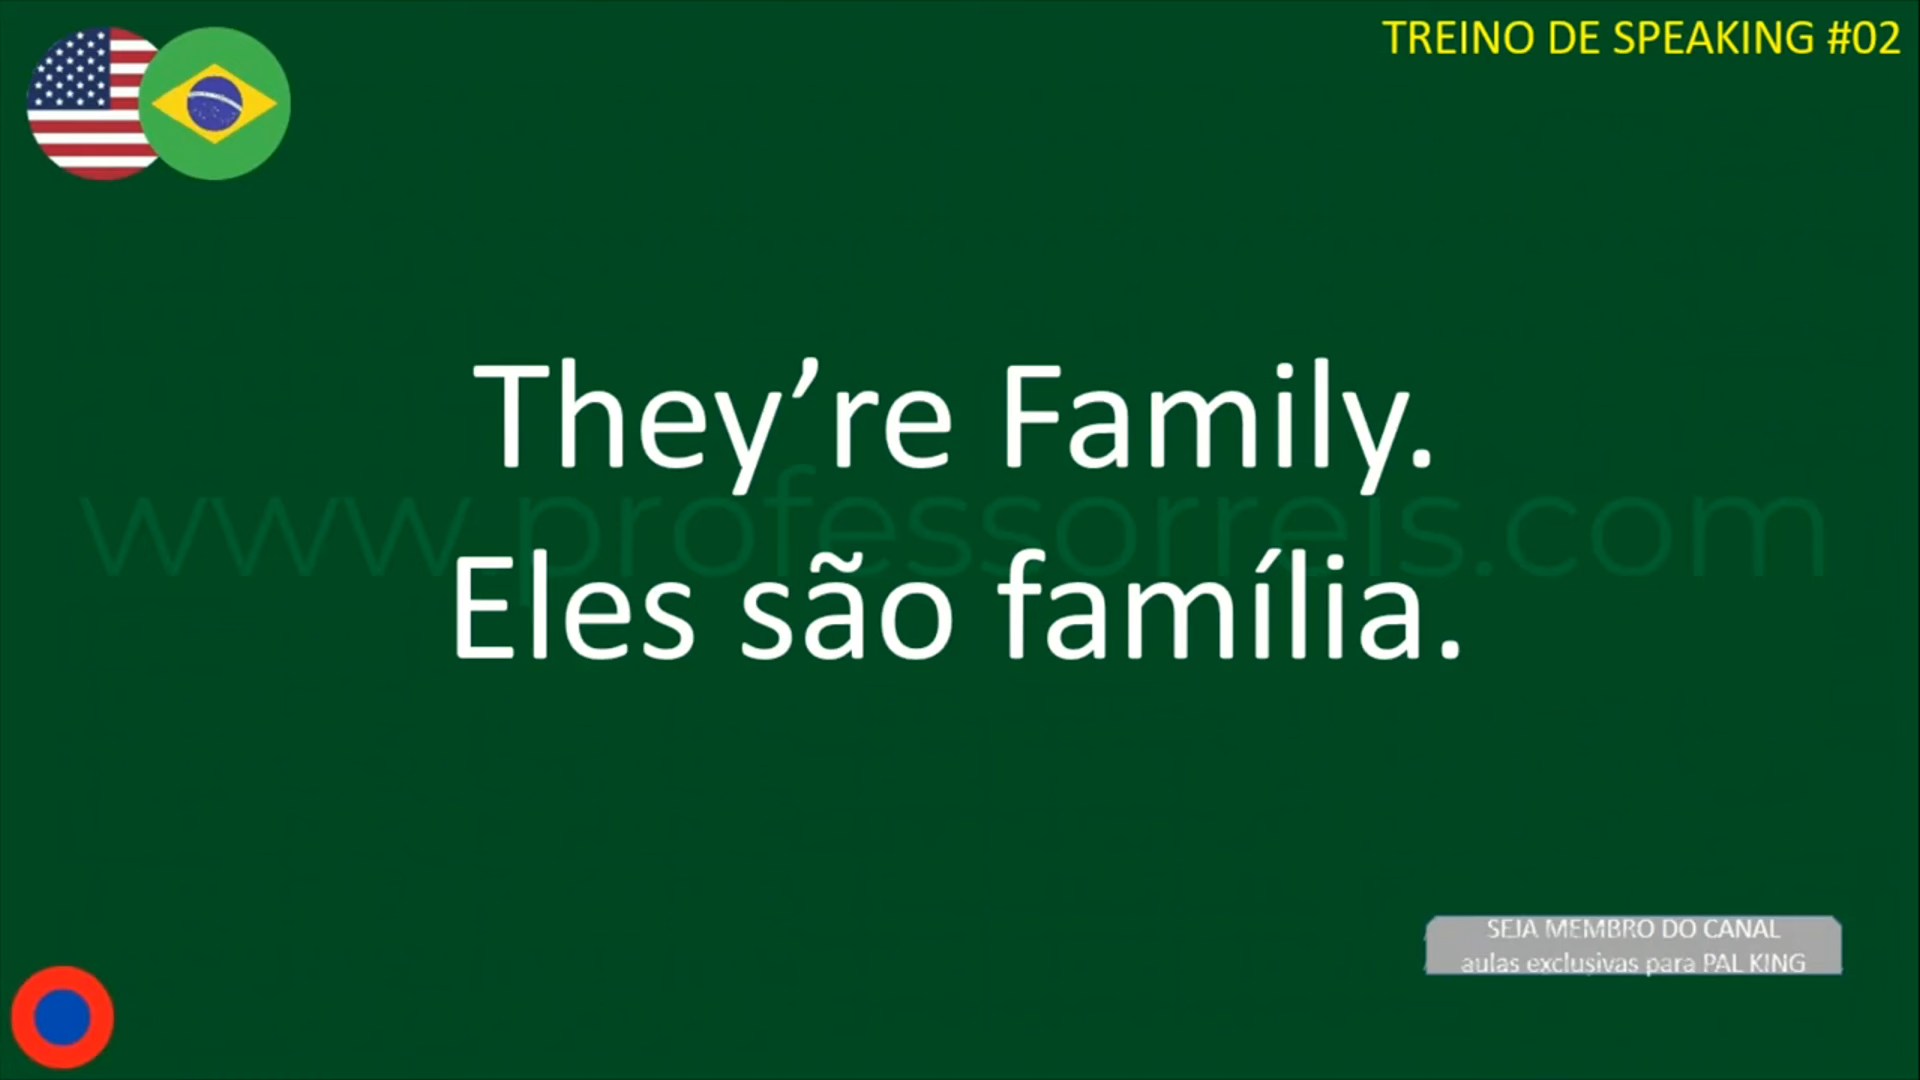 TREINO DE SPEAKING #02
They’re Family.
www.professorreis.com
Eles são família.
SEJA MEMBRO DO CANAL
aulas exclusivas para PAL KING